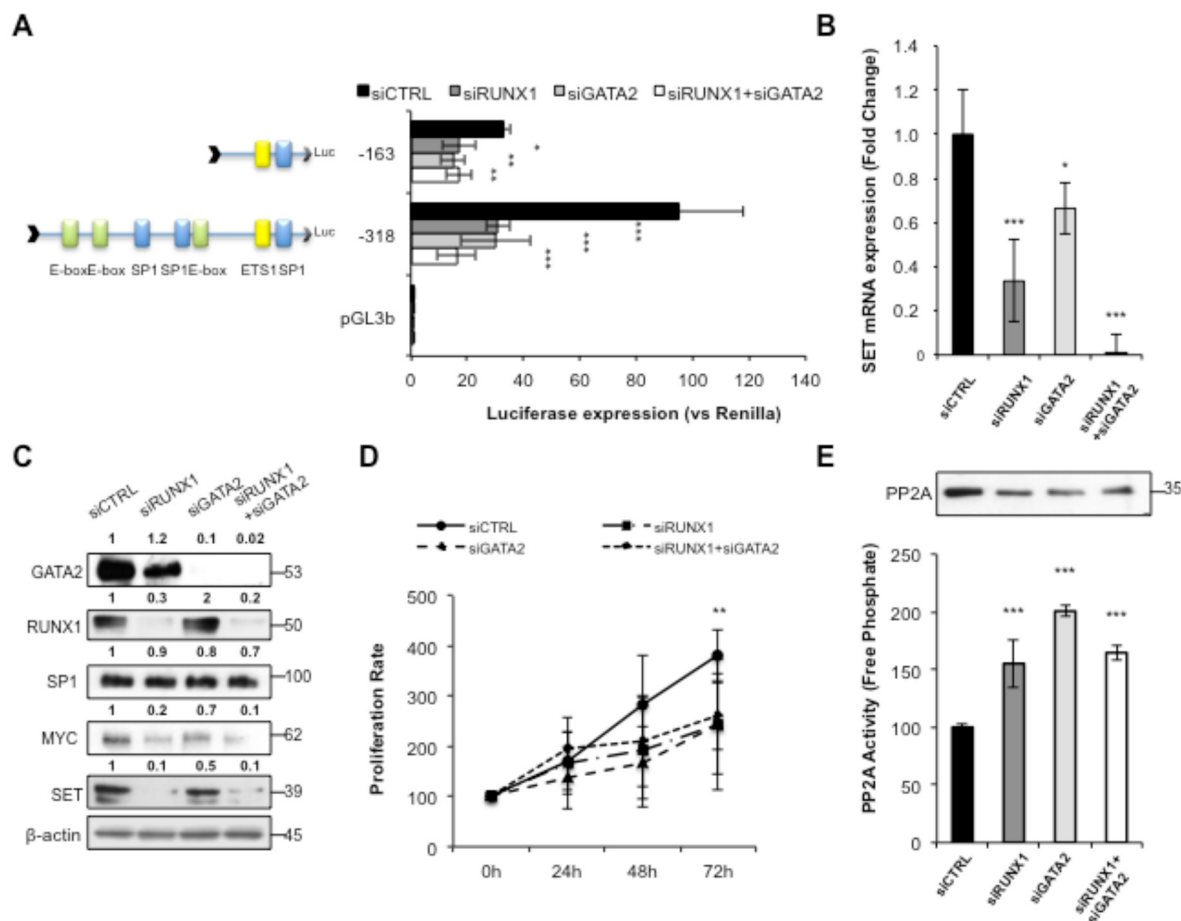 A
siCTRL siRUNX1 siGATA2 siRUNX1+siGATA2
Luc
-163
*
**
**
Luc
-318
***
***
***
E-boxE-box SP1 SP1E-box ETS1SP1
pGL3b
0 20 40 60 80 100 120 140
Luciferase expression (vs Renilla)
B
SET mRNA expression (Fold Change)
1.4
1.2
1.0
0.8
0.6
0.4
0.2
0
***
*
***
siCTRL
siRUNX1
siGATA2
siRUNX1
+siGATA2
C
siCTRL
siRUNX1
siGATA2
siRUNX1
+siGATA2
1 1.2 0.1 0.02
GATA2 53
1 0.3 2 0.2
RUNX1 50
1 0.9 0.8 0.7
SP1 100
1 0.2 0.7 0.1
MYC 62
1 0.1 0.5 0.1
SET 39
β-actin 45
D
siCTRL siRUNX1
siGATA2 siRUNX1+siGATA2
Proliferation Rate
500
400
300
200
100
0
**
0h 24h 48h 72h
E
PP2A 35
PP2A Activity (Free Phosphate)
250
200
150
100
50
0
***
***
***
siCTRL
siRUNX1
siGATA2
siRUNX1+
siGATA2